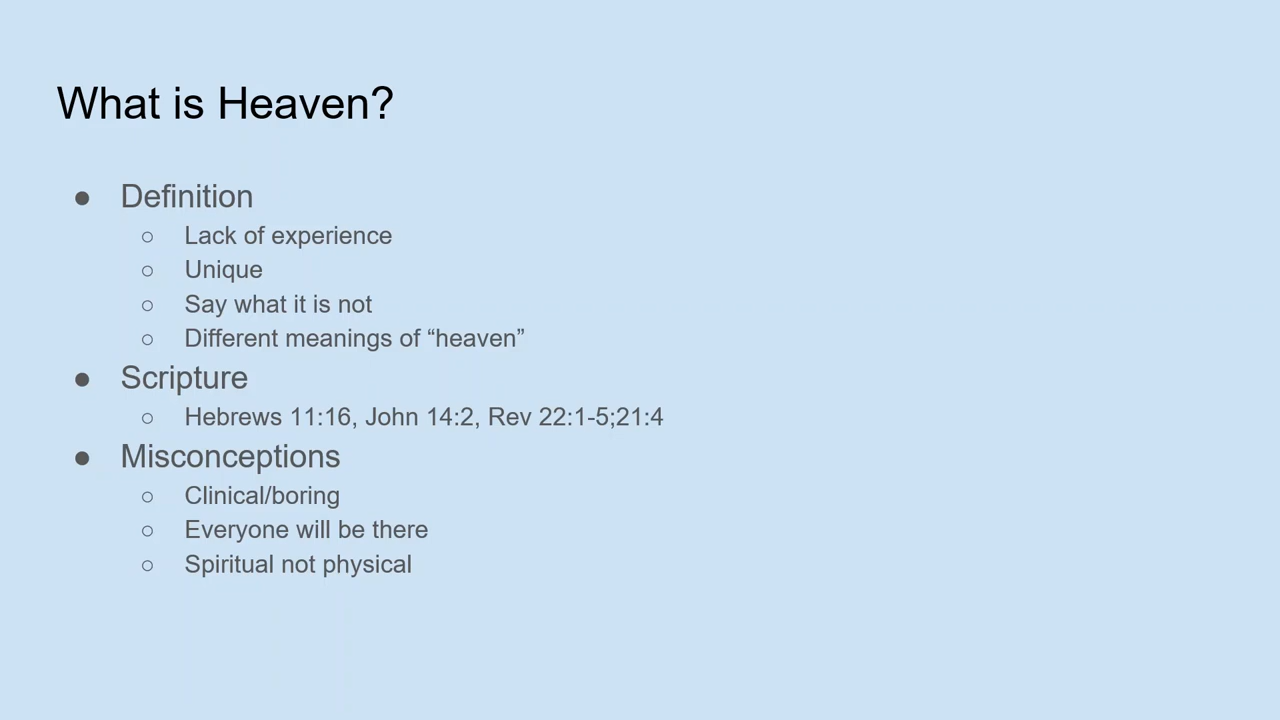 What is Heaven?
● Definition
○ Lack of experience
○ Unique
○ Say what it is not
○ Different meanings of “heaven”
● Scripture
○ Hebrews 11:16, John 14:2, Rev 22:1-5;21:4
● Misconceptions
○ Clinical/boring
○ Everyone will be there
○ Spiritual not physical